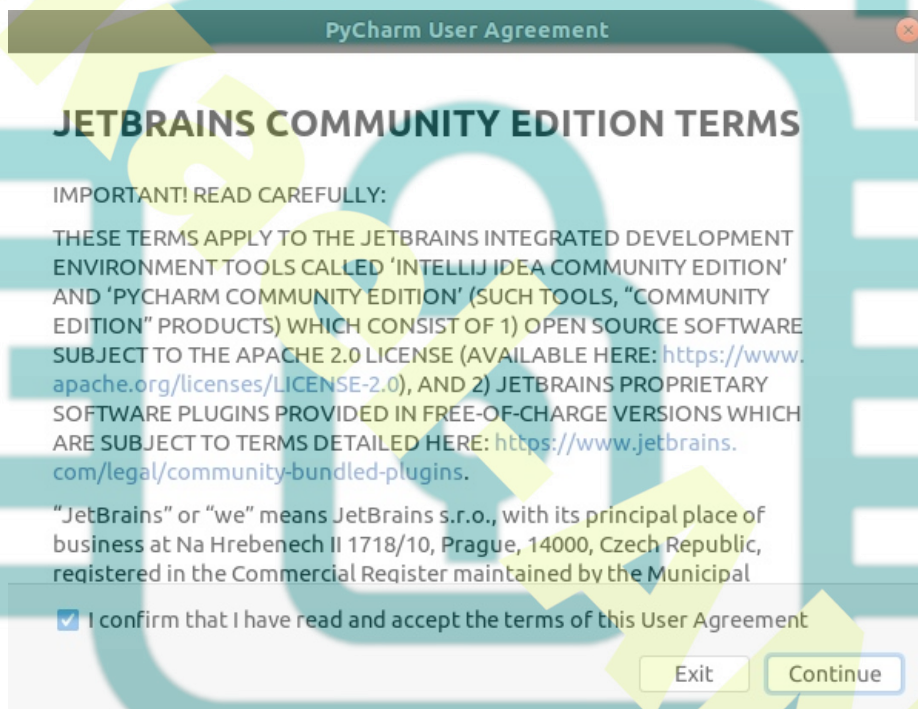 PyCharm User Agreement
JETBRAINS COMMUNITY EDITION TERMS
IMPORTANT! READ CAREFULLY:
THESE TERMS APPLY TO THE JETBRAINS INTEGRATED DEVELOPMENT
ENVIRONMENT TOOLS CALLED ‘INTELLIJ IDEA COMMUNITY EDITION’
AND ‘PYCHARM COMMUNITY EDITION’ (SUCH TOOLS, “COMMUNITY
EDITION” PRODUCTS) WHICH CONSIST OF 1) OPEN SOURCE SOFTWARE
SUBJECT TO THE APACHE 2.0 LICENSE (AVAILABLE HERE: https://www.
apache.org/licenses/LICENSE-2.0), AND 2) JETBRAINS PROPRIETARY
SOFTWARE PLUGINS PROVIDED IN FREE-OF-CHARGE VERSIONS WHICH
ARE SUBJECT TO TERMS DETAILED HERE: https://www.jetbrains.
com/legal/community-bundled-plugins.
“JetBrains” or “we” means JetBrains s.r.o., with its principal place of
business at Na Hrebenech II 1718/10, Prague, 14000, Czech Republic,
registered in the Commercial Register maintained by the Municipal
I confirm that I have read and accept the terms of this User Agreement
Exit
Continue